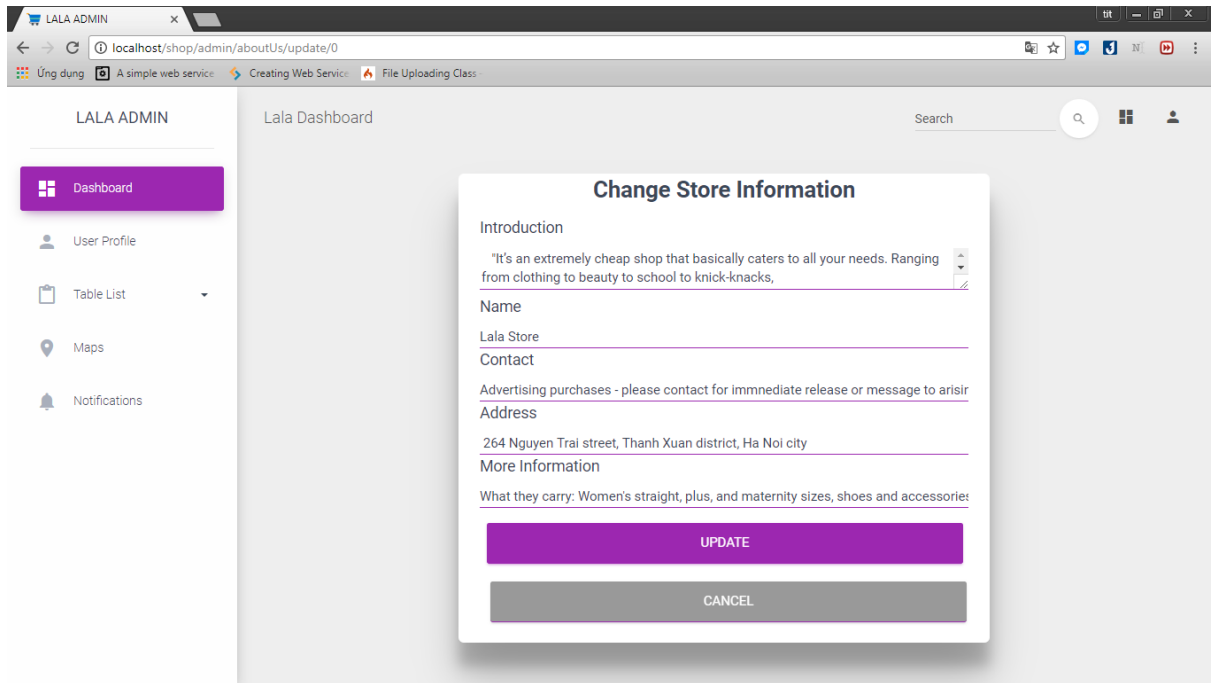 LALA ADMIN
tit
localhost/shop/admin/aboutUs/update/0
Ứng dụng
A simple web service
Creating Web Service
File Uploading Class -
LALA ADMIN
Lala Dashboard
Search
Dashboard
User Profile
Table List
Maps
Notifications
Change Store Information
Introduction
"It's an extremely cheap shop that basically caters to all your needs. Ranging
from clothing to beauty to school to knick-knacks,
Name
Lala Store
Contact
Advertising purchases - please contact for immnediate release or message to arisin
Address
264 Nguyen Trai street, Thanh Xuan district, Ha Noi city
More Information
What they carry: Women's straight, plus, and maternity sizes, shoes and accessories
UPDATE
CANCEL